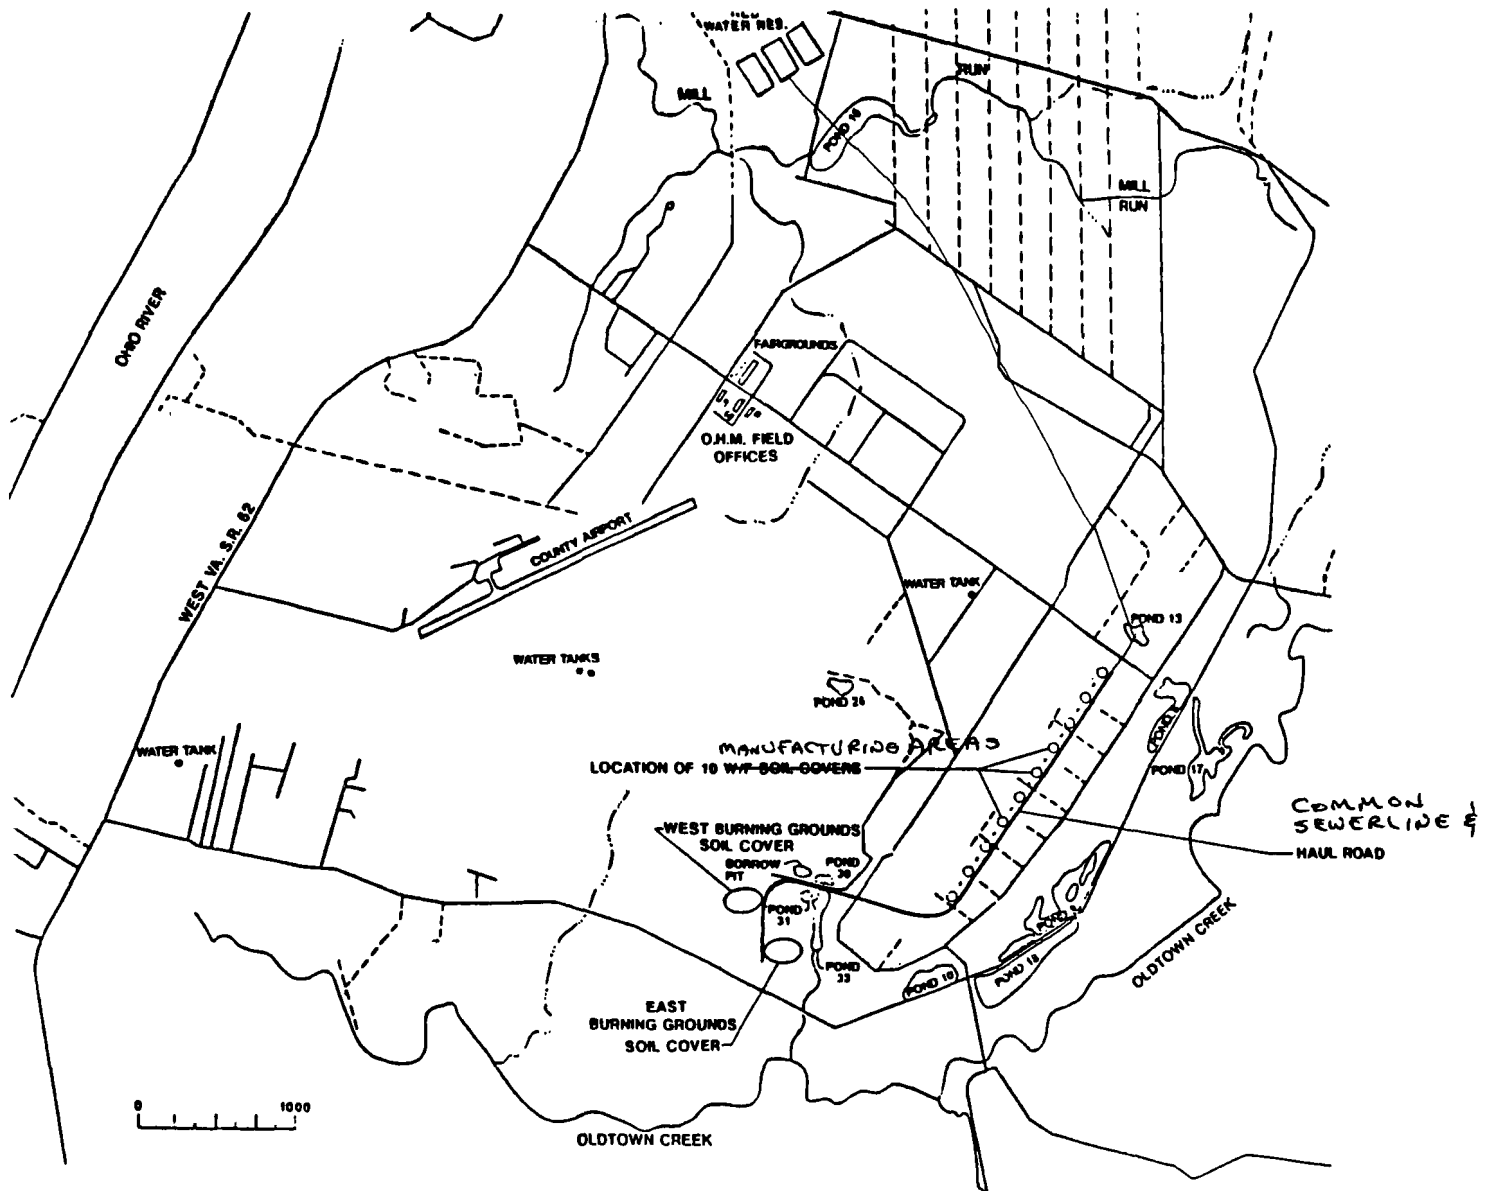 WATER RES.
MILL
RUN
POND 16
MILL
RUN
OHIO RIVER
FAIRGROUNDS
O.H.M. FIELD
OFFICES
WEST VA. S.R. 62
COUNTY AIRPORT
WATER TANK
POND 13
WATER TANKS
POND 26
WATER TANK
MANUFACTURING AREAS
LOCATION OF 10 W/P SOIL COVERS
POND
POND 17
COMMON
SEWERLINE &
HAUL ROAD
WEST BURNING GROUNDS
SOIL COVER
BORROW
PIT
POND
30
POND
31
POND
33
POND
POND 18
POND 10
OLDTOWN CREEK
EAST
BURNING GROUNDS
SOIL COVER
0 1000
OLDTOWN CREEK